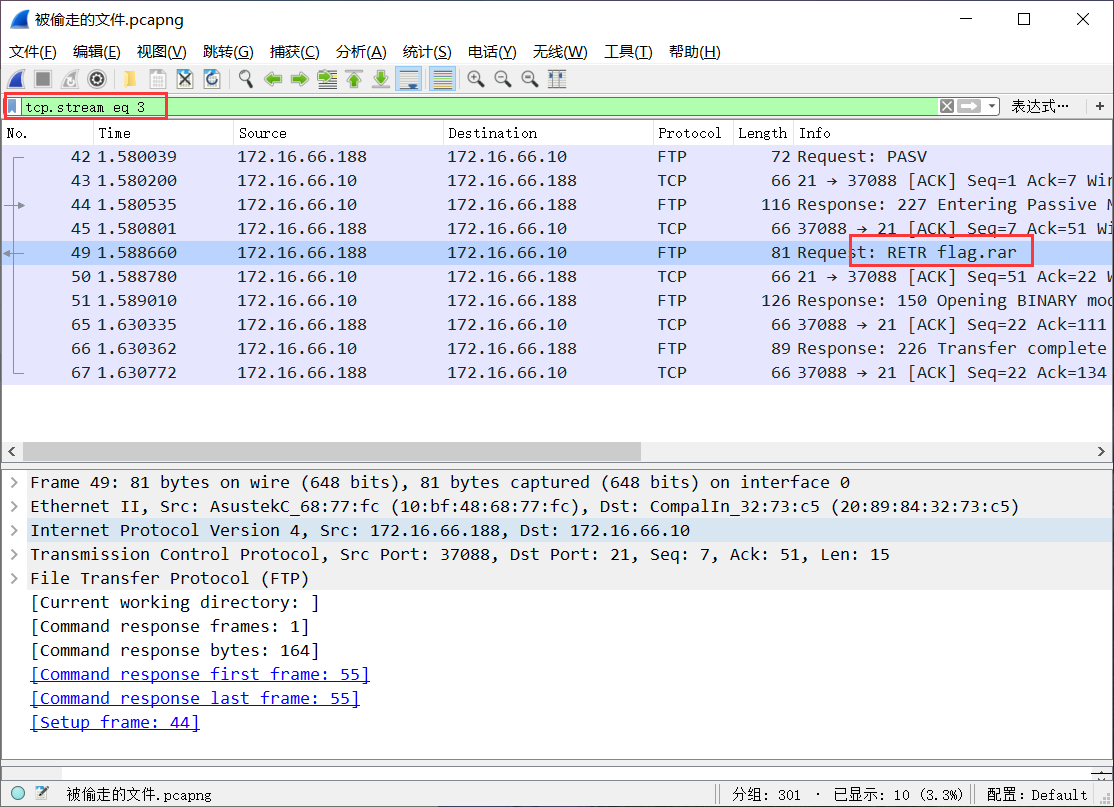 被偷走的文件.pcapng
文件(F) 编辑(E) 视图(V) 跳转(G) 捕获(C) 分析(A) 统计(S) 电话(Y) 无线(W) 工具(T) 帮助(H)
tcp.stream eq 3 表达式… +
No. Time Source Destination Protocol Length Info
42 1.580039 172.16.66.188 172.16.66.10 FTP 72 Request: PASV
43 1.580200 172.16.66.10 172.16.66.188 TCP 66 21 → 37088 [ACK] Seq=1 Ack=7 Win
44 1.580535 172.16.66.10 172.16.66.188 FTP 116 Response: 227 Entering Passive M
45 1.580801 172.16.66.188 172.16.66.10 TCP 66 37088 → 21 [ACK] Seq=7 Ack=51 Wi
49 1.588660 172.16.66.188 172.16.66.10 FTP 81 Request: RETR flag.rar
50 1.588780 172.16.66.10 172.16.66.188 TCP 66 21 → 37088 [ACK] Seq=51 Ack=22 W
51 1.589010 172.16.66.10 172.16.66.188 FTP 126 Response: 150 Opening BINARY mod
65 1.630335 172.16.66.188 172.16.66.10 TCP 66 37088 → 21 [ACK] Seq=22 Ack=111
66 1.630362 172.16.66.10 172.16.66.188 FTP 89 Response: 226 Transfer complete
67 1.630772 172.16.66.188 172.16.66.10 TCP 66 37088 → 21 [ACK] Seq=22 Ack=134
Frame 49: 81 bytes on wire (648 bits), 81 bytes captured (648 bits) on interface 0
Ethernet II, Src: AsustekC_68:77:fc (10:bf:48:68:77:fc), Dst: CompalIn_32:73:c5 (20:89:84:32:73:c5)
Internet Protocol Version 4, Src: 172.16.66.188, Dst: 172.16.66.10
Transmission Control Protocol, Src Port: 37088, Dst Port: 21, Seq: 7, Ack: 51, Len: 15
File Transfer Protocol (FTP)
[Current working directory: ]
[Command response frames: 1]
[Command response bytes: 164]
[Command response first frame: 55]
[Command response last frame: 55]
[Setup frame: 44]
被偷走的文件.pcapng 分组: 301 · 已显示: 10 (3.3%) 配置: Default